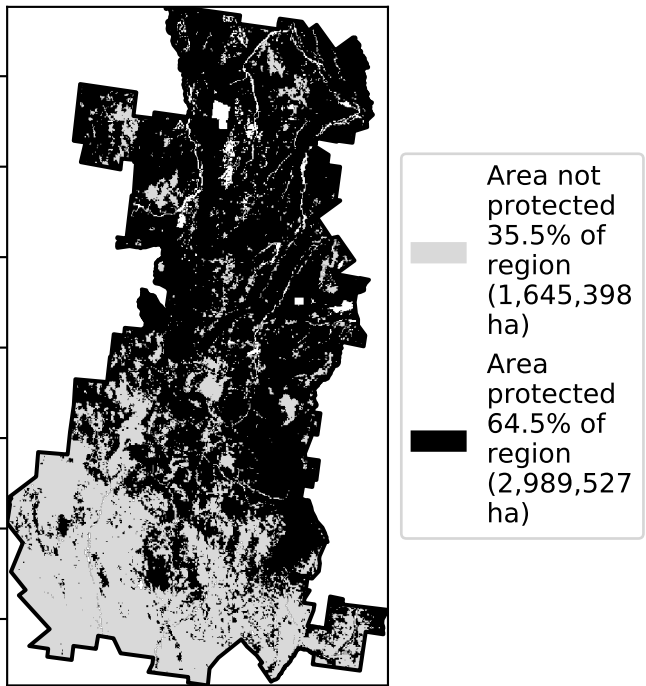 Area not
protected
35.5% of
region
(1,645,398
ha)
Area
protected
64.5% of
region
(2,989,527
ha)